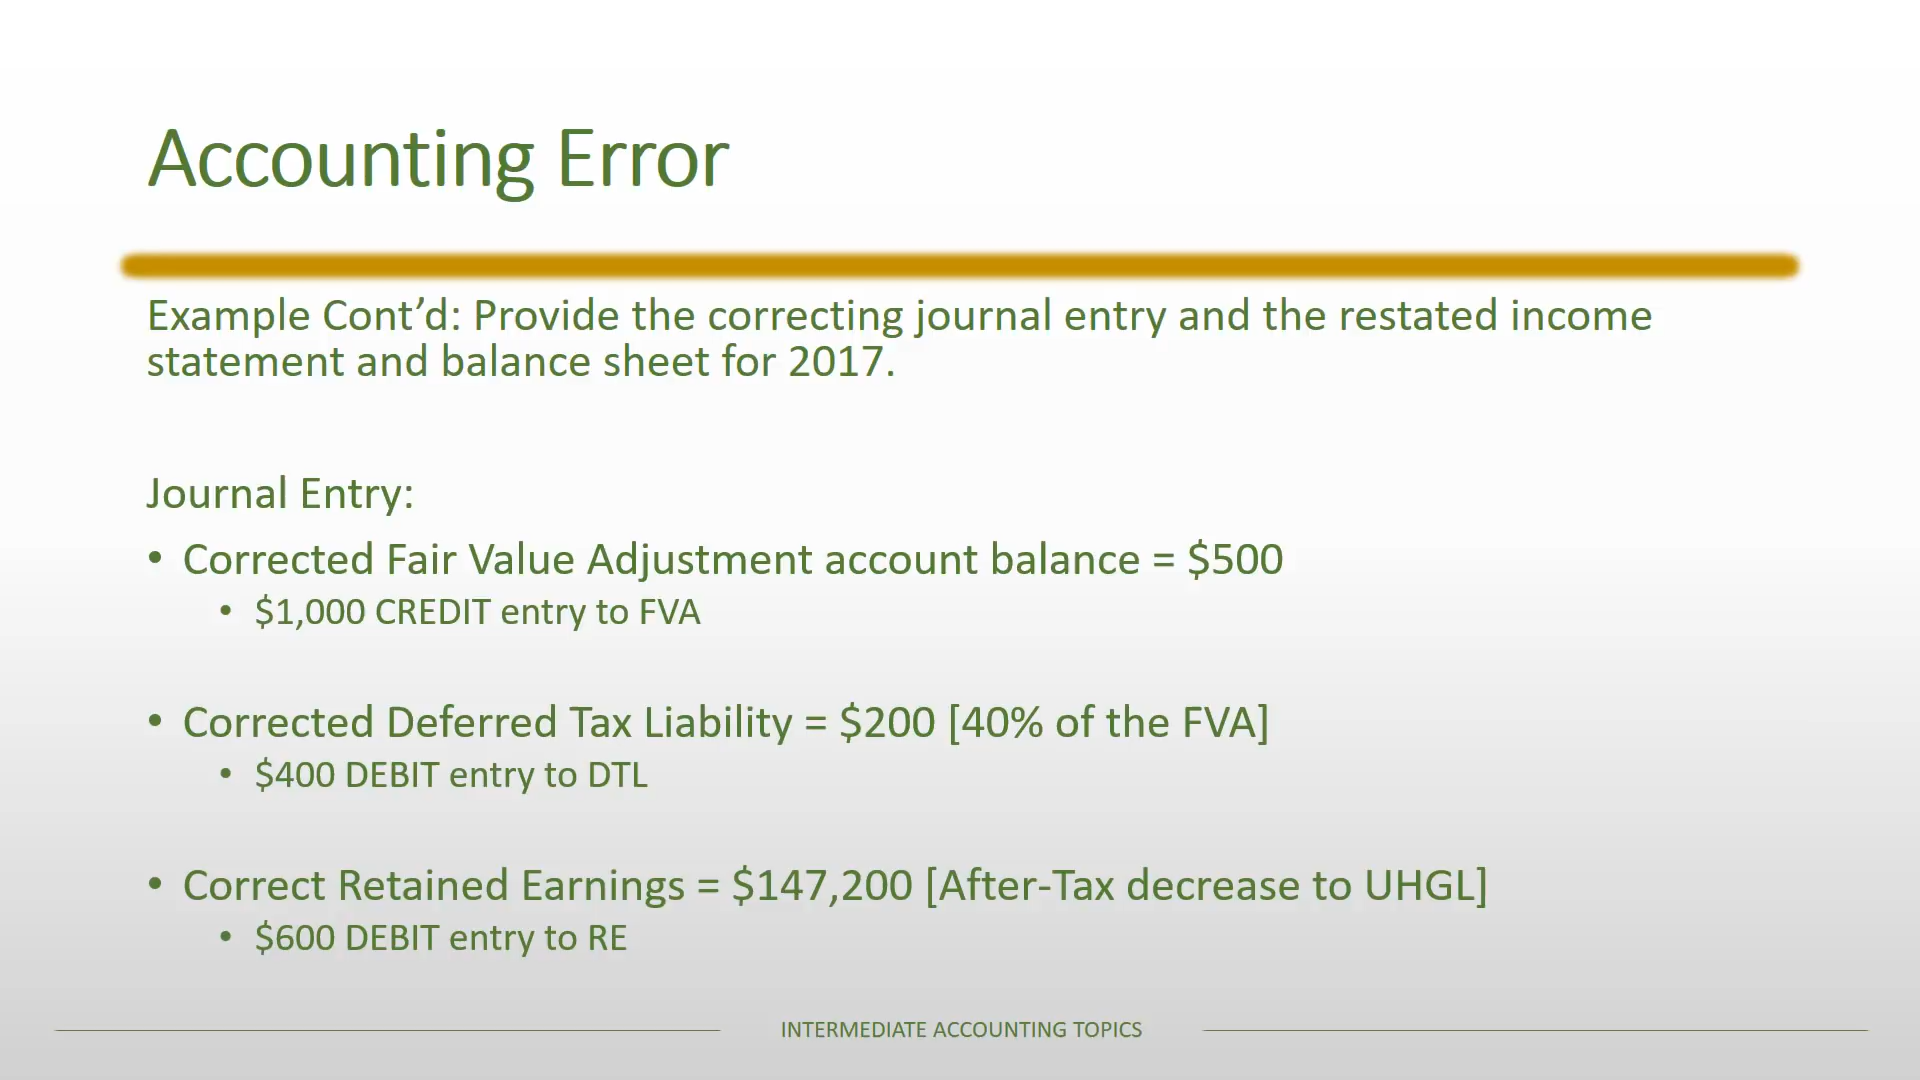 Accounting Error
Example Cont’d: Provide the correcting journal entry and the restated income
statement and balance sheet for 2017.
Journal Entry:
• Corrected Fair Value Adjustment account balance = $500
• $1,000 CREDIT entry to FVA
• Corrected Deferred Tax Liability = $200 [40% of the FVA]
• $400 DEBIT entry to DTL
• Correct Retained Earnings = $147,200 [After-Tax decrease to UHGL]
• $600 DEBIT entry to RE
INTERMEDIATE ACCOUNTING TOPICS